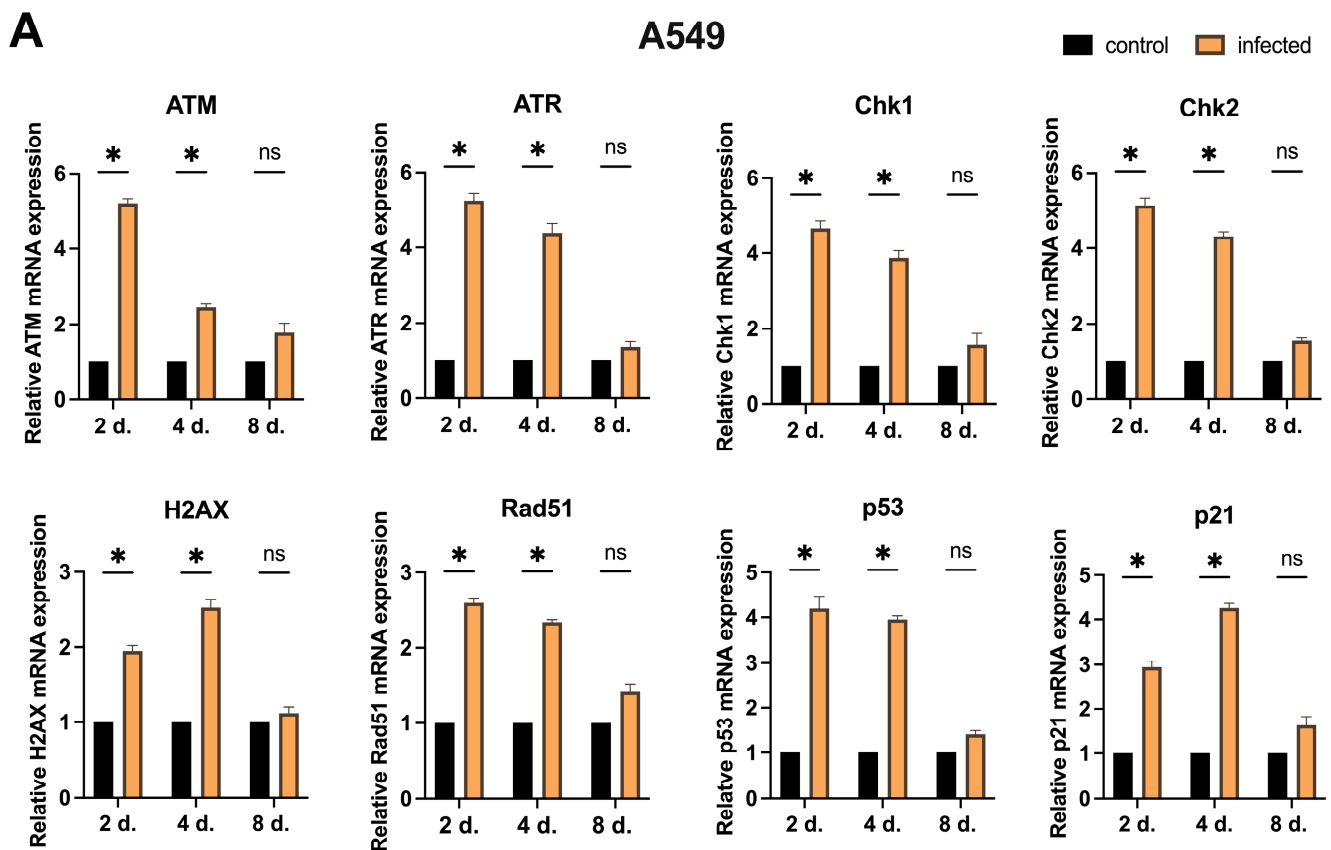 A
A549
control
infected
ATM
Relative ATM mRNA expression
6
4
2
0
* * ns
2 d. 4 d. 8 d.
ATR
Relative ATR mRNA expression
6
4
2
0
* * ns
2 d. 4 d. 8 d.
Chk1
Relative Chk1 mRNA expression
6
4
2
0
* * ns
2 d. 4 d. 8 d.
Chk2
Relative Chk2 mRNA expression
6
4
2
0
* * ns
2 d. 4 d. 8 d.
H2AX
Relative H2AX mRNA expression
3
2
1
0
* * ns
2 d. 4 d. 8 d.
Rad51
Relative Rad51 mRNA expression
3
2
1
0
* * ns
2 d. 4 d. 8 d.
p53
Relative p53 mRNA expression
5
4
3
2
1
0
* * ns
2 d. 4 d. 8 d.
p21
Relative p21 mRNA expression
5
4
3
2
1
0
* * ns
2 d. 4 d. 8 d.